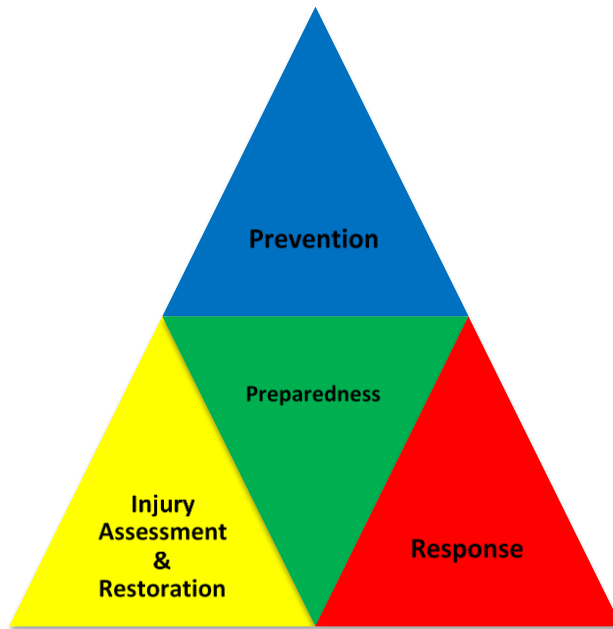 Prevention
Preparedness
Injury
Assessment
&
Restoration
Response